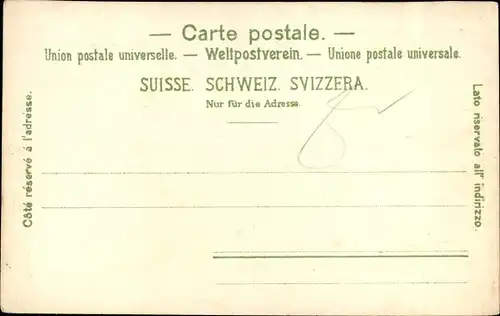 — Carte postale. —
Union postale universelle. — Weltpostverein. — Unione postale universale.
SUISSE. SCHWEIZ. SVIZZERA.
Nur für die Adresse.
Côté réservé á l'adresse.
Lato riservato all' indirizzo.